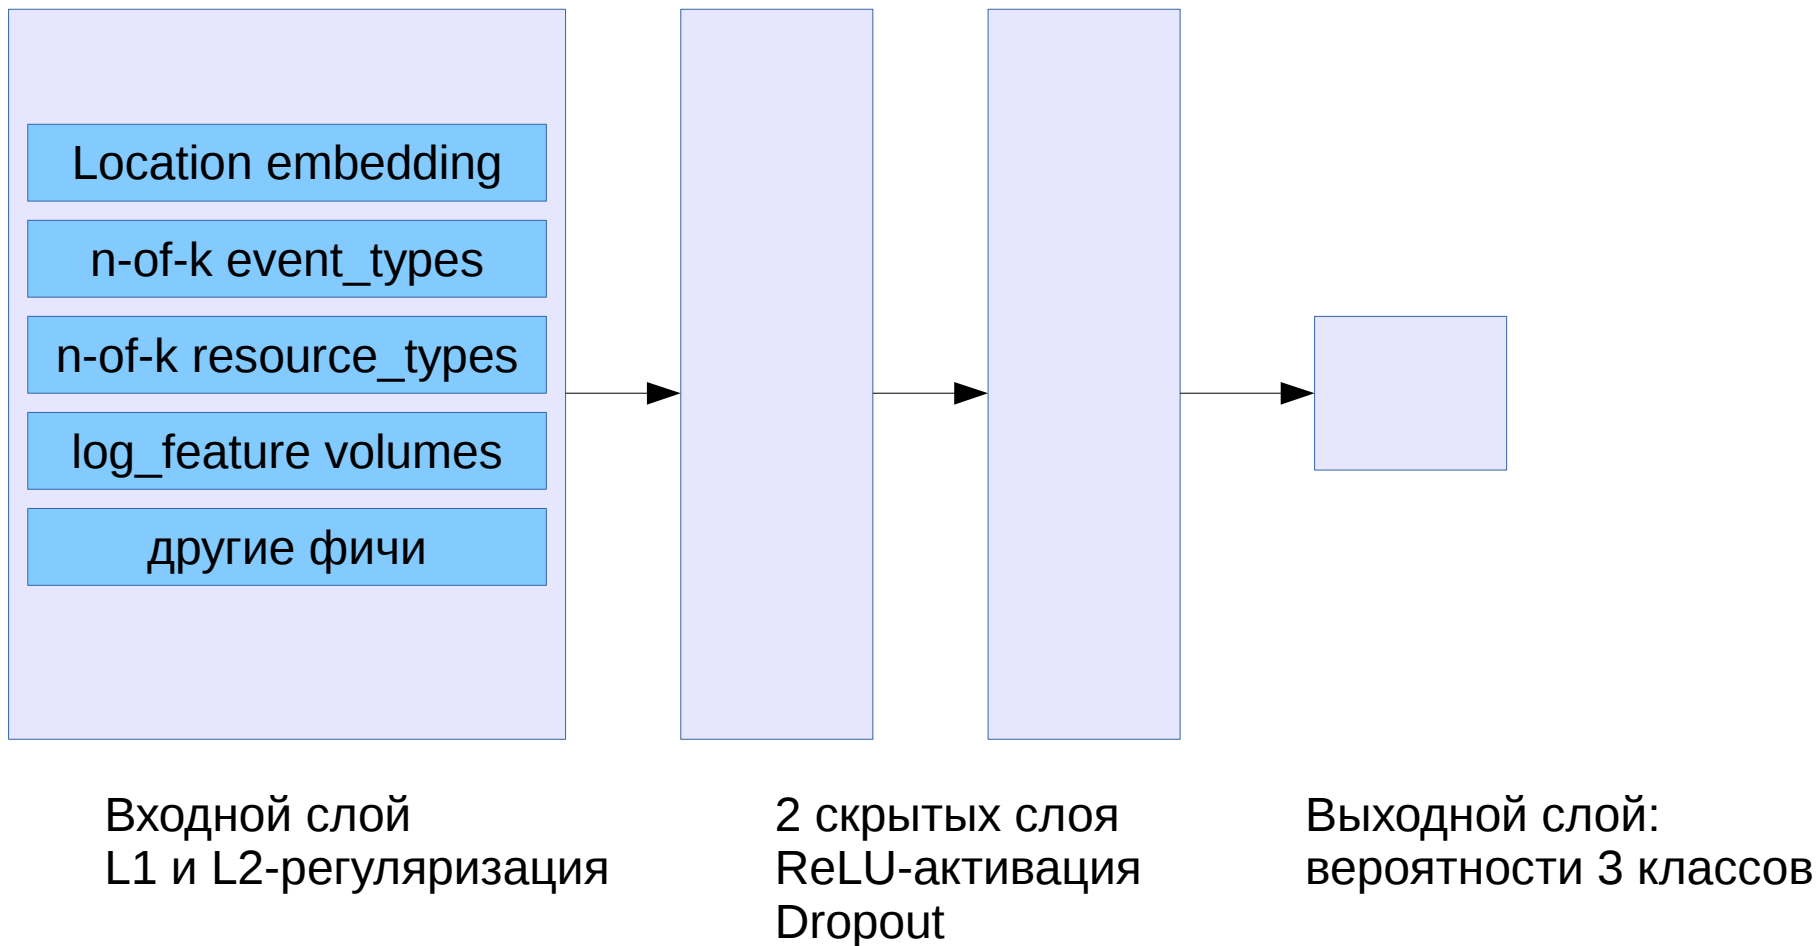 Location embedding
n-of-k event_types
n-of-k resource_types
log_feature volumes
другие фичи
Входной слой
L1 и L2-регуляризация
2 скрытых слоя
ReLU-активация
Dropout
Выходной слой:
вероятности 3 классов